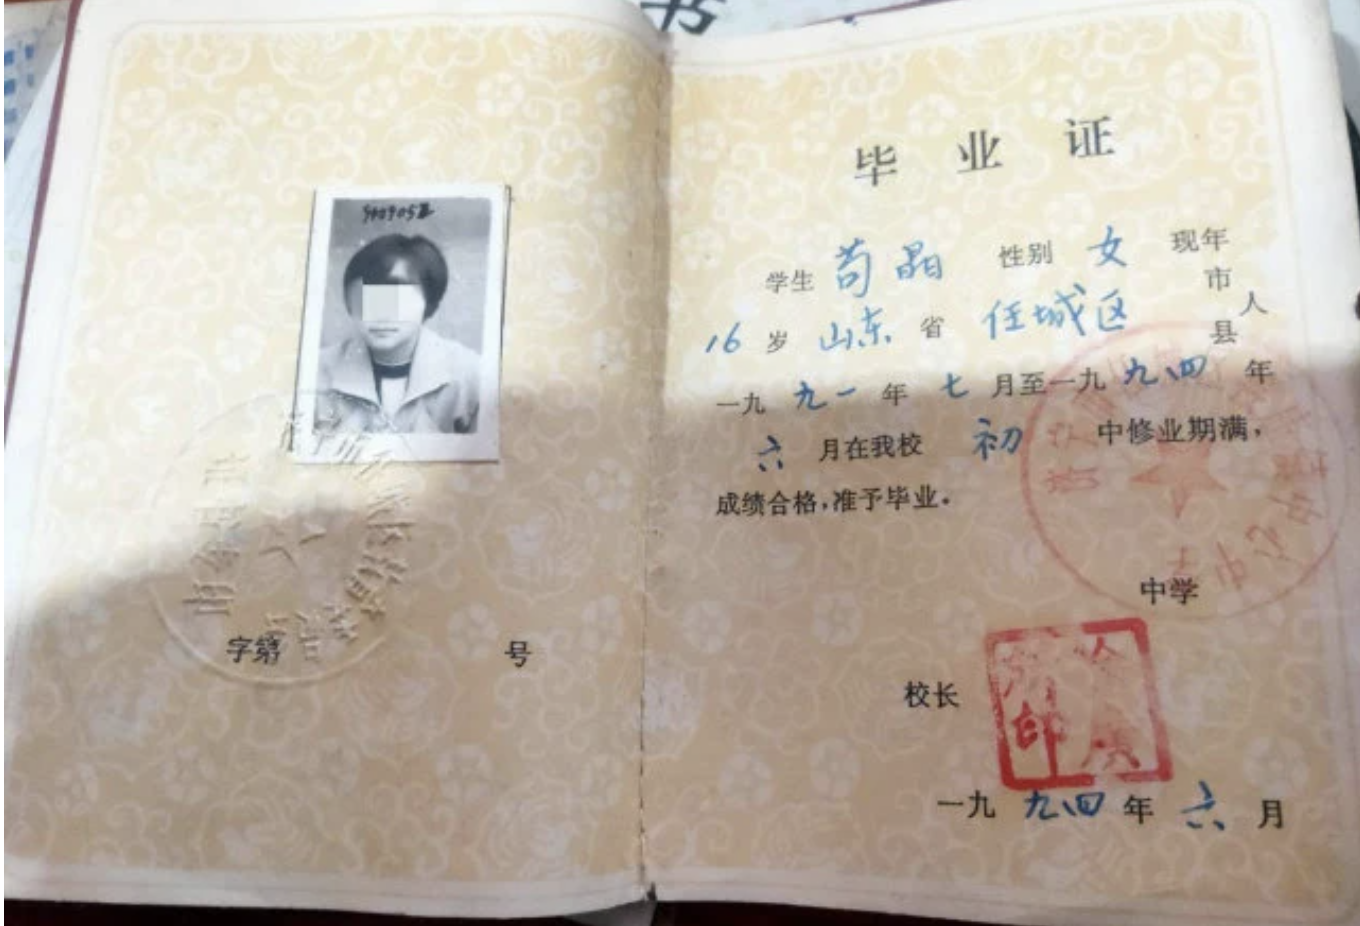 书
940905
字第 号
毕业证
学生 苟晶 性别 女 现年
16 岁 山东 省 任城区 市县 人
一九 九一 年 七 月至一九 九四 年
六 月在我校 初 中修业期满，
成绩合格，准予毕业。
中学
校长
印
一九 九四 年 六 月